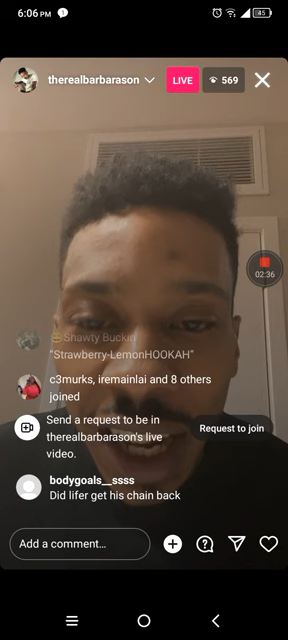 6:06 PM
45
therealbarbarason
LIVE
569
02:36
Shawty Buckin
"Strawberry-LemonHOOKAH"
c3murks, iremainlai and 8 others
joined
Send a request to be in
therealbarbarason's live
video.
Request to join
bodygoals__ssss
Did lifer get his chain back
Add a comment...